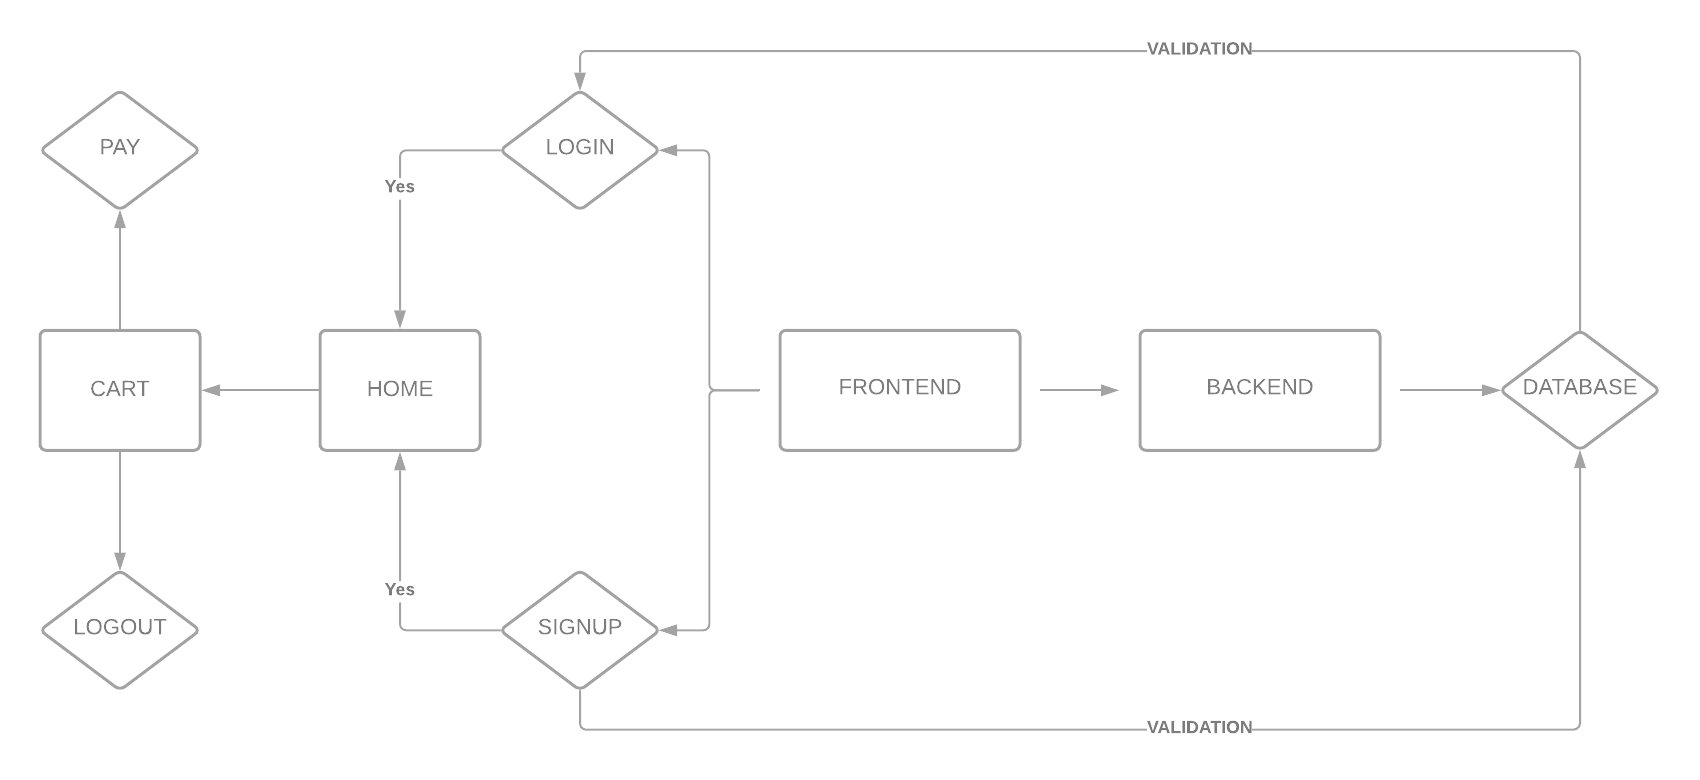 VALIDATION
PAY
LOGIN
Yes
CART
HOME
FRONTEND
BACKEND
DATABASE
Yes
LOGOUT
SIGNUP
VALIDATION